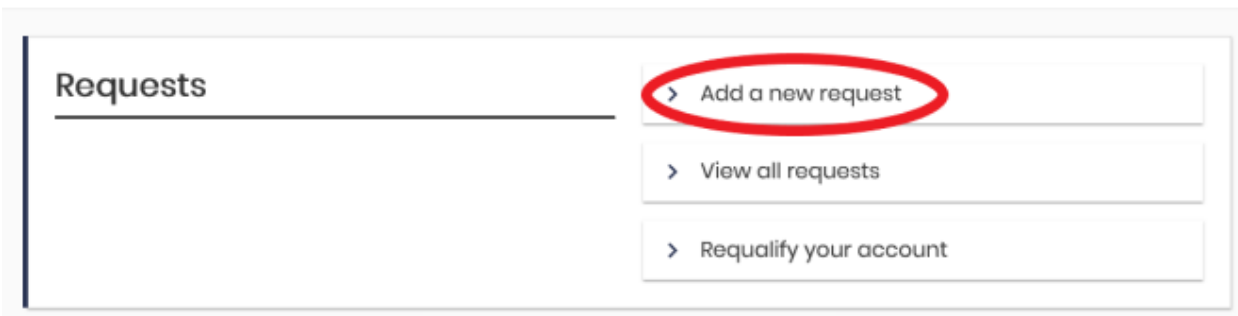 Requests
Add a new request
View all requests
Requalify your account